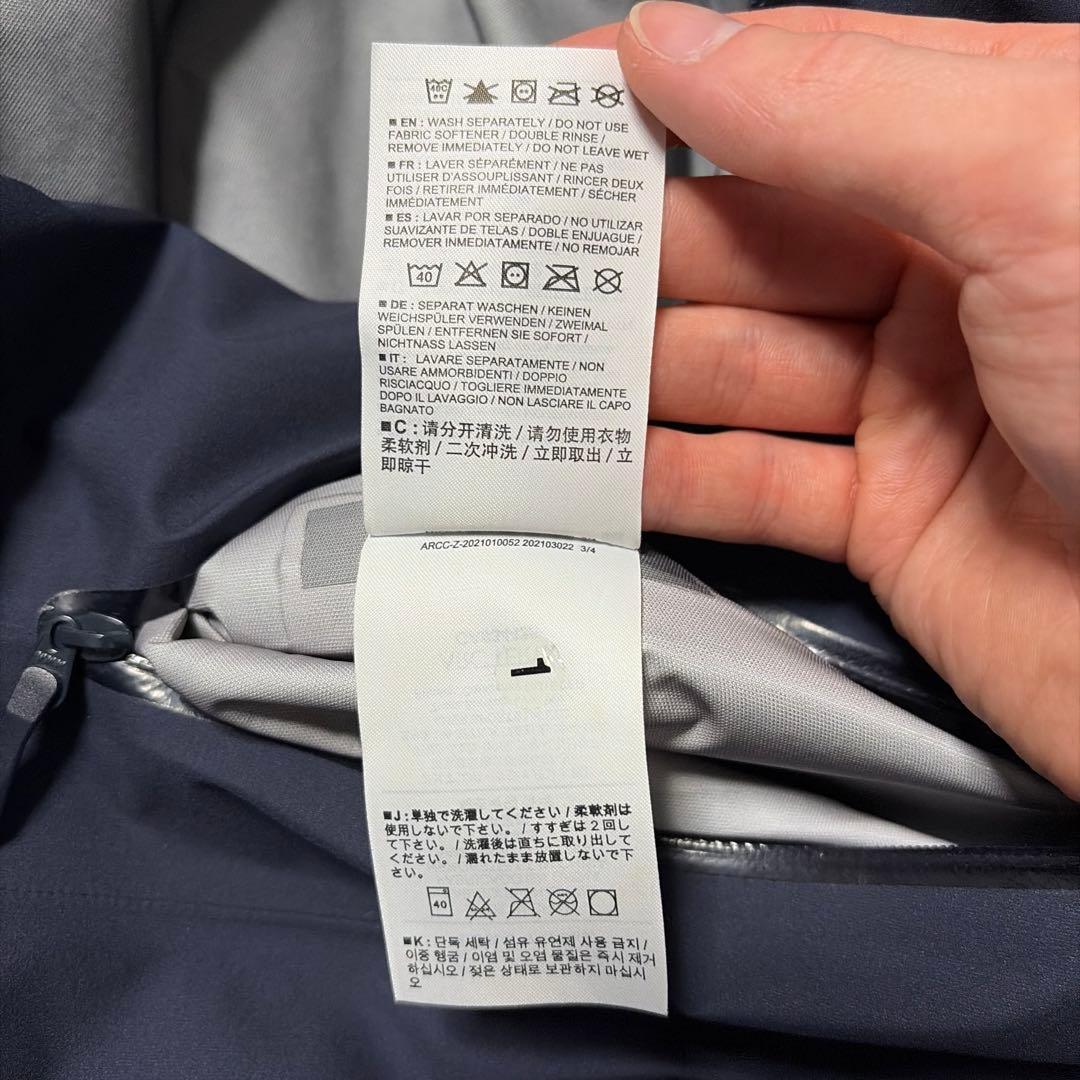 40C
■ EN : WASH SEPARATELY / DO NOT USE
FABRIC SOFTENER / DOUBLE RINSE /
REMOVE IMMEDIATELY / DO NOT LEAVE WET
■ FR : LAVER SÉPARÉMENT / NE PAS
UTILISER D'ASSOUPLISSANT / RINCER DEUX
FOIS / RETIRER IMMÉDIATEMENT / SÉCHER
IMMÉDIATEMENT
■ ES : LAVAR POR SEPARADO / NO UTILIZAR
SUAVIZANTE DE TELAS / DOBLE ENJUAGUE /
REMOVER INMEDIATAMENTE / NO REMOJAR
40
■ DE : SEPARAT WASCHEN / KEINEN
WEICHSPÜLER VERWENDEN / ZWEIMAL
SPÜLEN / ENTFERNEN SIE SOFORT /
NICHTNASS LASSEN
■ IT : LAVARE SEPARATAMENTE / NON
USARE AMMORBIDENTI / DOPPIO
RISCIACQUO / TOGLIERE IMMEDIATAMENTE
DOPO IL LAVAGGIO / NON LASCIARE IL CAPO
BAGNATO
■C : 请分开清洗 / 请勿使用衣物
柔软剂 / 二次冲洗 / 立即取出 / 立
即晾干
ARCC-Z-2021010052 202103022 3/4
1
■J : 単独で洗濯してください / 柔軟剤は
使用しないで下さい。/ すすぎは2回し
て下さい。/ 洗濯後は直ちに取り出して
ください。/ 濡れたまま放置しないで下
さい。
40
■K : 단독 세탁 / 섬유 유연제 사용 금지 /
이중 헹굼 / 이염 및 오염 물질은 즉시 제거
하십시오 / 젖은 상태로 보관하지 마십시
오